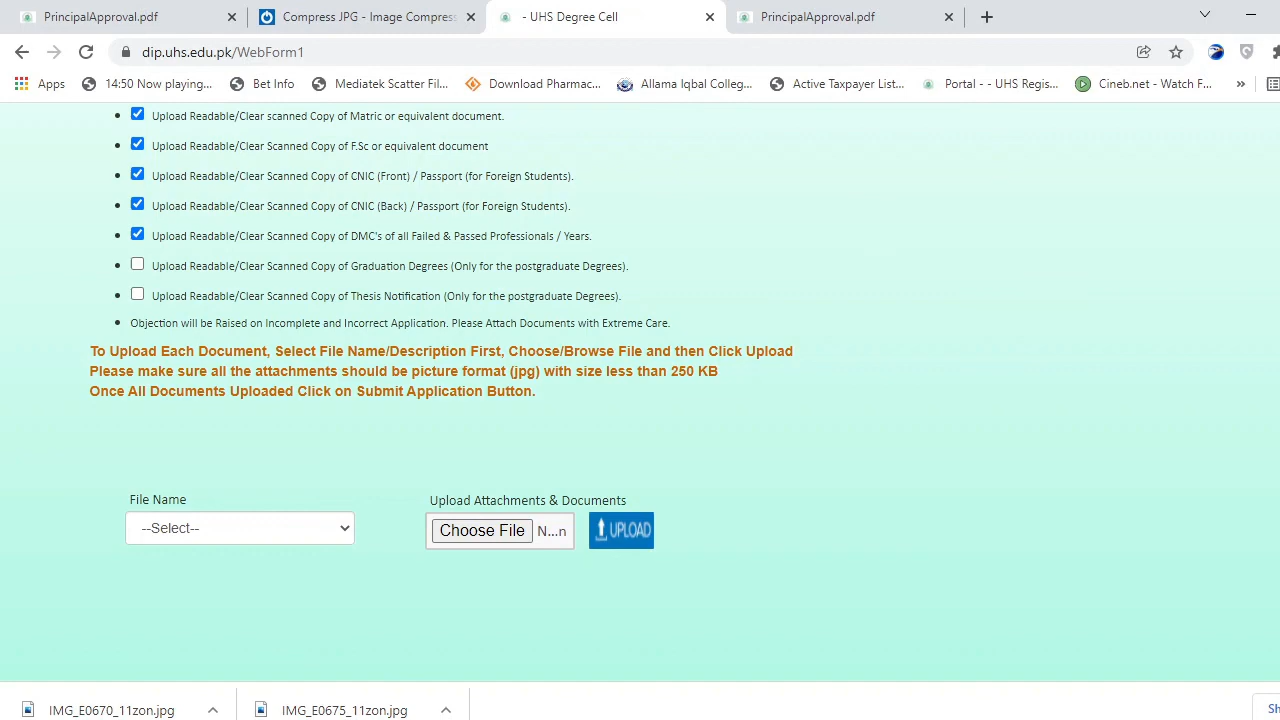 PrincipalApproval.pdf
Compress JPG - Image Compress
- UHS Degree Cell
PrincipalApproval.pdf
dip.uhs.edu.pk/WebForm1
Apps
14:50 Now playing...
Bet Info
Mediatek Scatter Fil...
Download Pharmac...
Allama Iqbal Colleg...
Active Taxpayer List...
Portal - - UHS Regis...
Cineb.net - Watch F...
Upload Readable/Clear scanned Copy of Matric or equivalent document.
Upload Readable/Clear Scanned Copy of F.Sc or equivalent document
Upload Readable/Clear Scanned Copy of CNIC (Front) / Passport (for Foreign Students).
Upload Readable/Clear Scanned Copy of CNIC (Back) / Passport (for Foreign Students).
Upload Readable/Clear Scanned Copy of DMC's of all Failed & Passed Professionals / Years.
Upload Readable/Clear Scanned Copy of Graduation Degrees (Only for the postgraduate Degrees).
Upload Readable/Clear Scanned Copy of Thesis Notification (Only for the postgraduate Degrees).
Objection will be Raised on Incomplete and Incorrect Application. Please Attach Documents with Extreme Care.
To Upload Each Document, Select File Name/Description First, Choose/Browse File and then Click Upload
Please make sure all the attachments should be picture format (jpg) with size less than 250 KB
Once All Documents Uploaded Click on Submit Application Button.
File Name
Upload Attachments & Documents
--Select--
Choose File N...n
UPLOAD
IMG_E0670_11zon.jpg
IMG_E0675_11zon.jpg
Sh